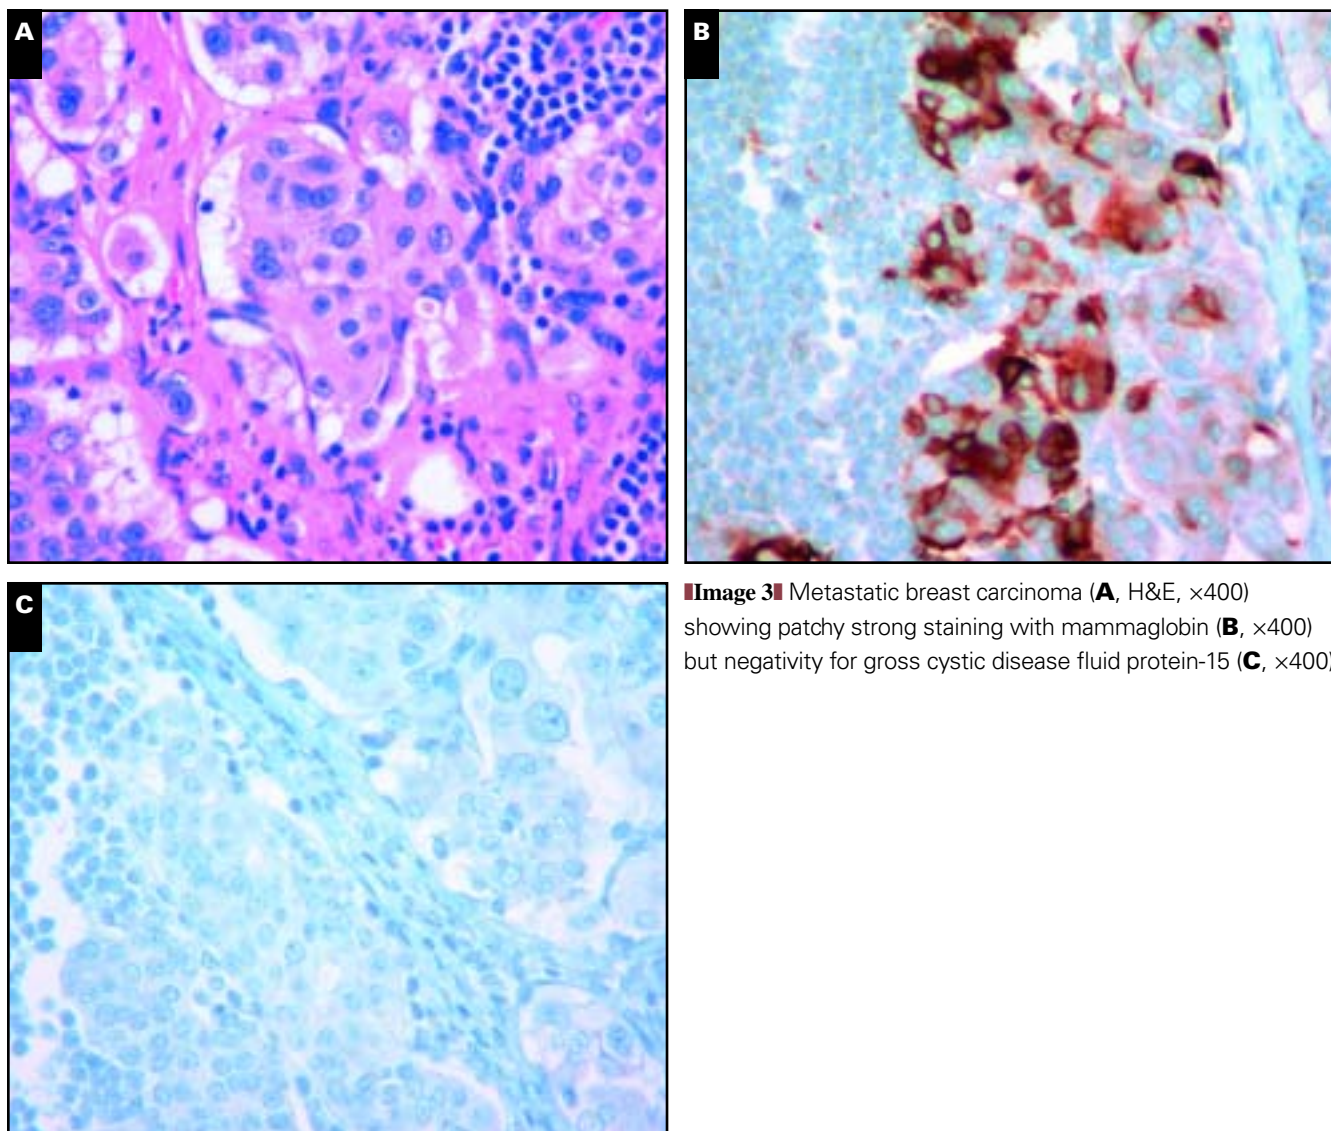 A
B
C
Image 3 Metastatic breast carcinoma (A, H&E, ×400)
showing patchy strong staining with mammaglobin (B, ×400)
but negativity for gross cystic disease fluid protein-15 (C, ×400)